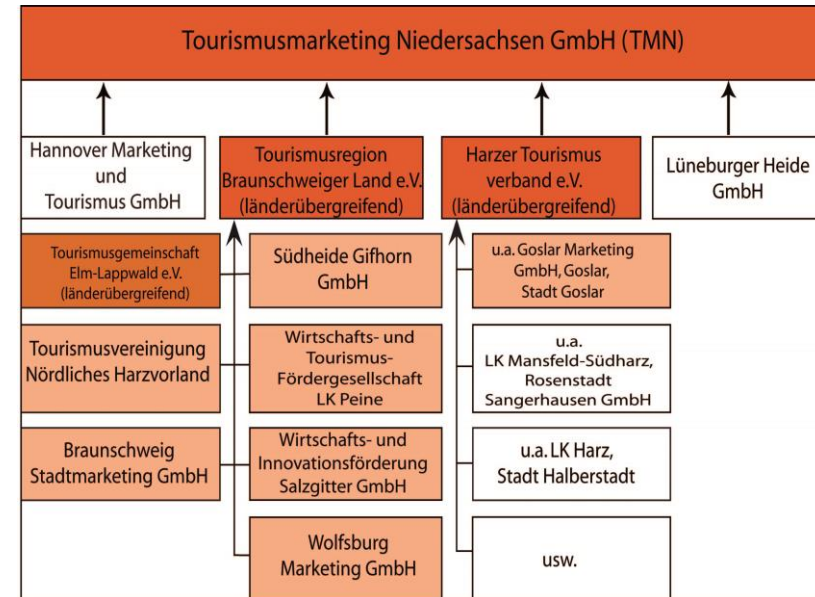 Tourismusmarketing Niedersachsen GmbH (TMN)
Hannover Marketing
und
Tourismus GmbH
Tourismusregion
Braunschweiger Land e.V.
(länderübergreifend)
Harzer Tourismus
verband e.V.
(länderübergreifend)
Lüneburger Heide
GmbH
Tourismusgemeinschaft
Elm-Lappwald e.V.
(länderübergreifend)
Südheide Gifhorn
GmbH
u.a. Goslar Marketing
GmbH, Goslar,
Stadt Goslar
Tourismusvereinigung
Nördliches Harzvorland
Wirtschafts- und
Tourismus-
Fördergesellschaft
LK Peine
u.a.
LK Mansfeld-Südharz,
Rosenstadt
Sangerhausen GmbH
Braunschweig
Stadtmarketing GmbH
Wirtschafts- und
Innovationsförderung
Salzgitter GmbH
u.a. LK Harz,
Stadt Halberstadt
Wolfsburg
Marketing GmbH
usw.